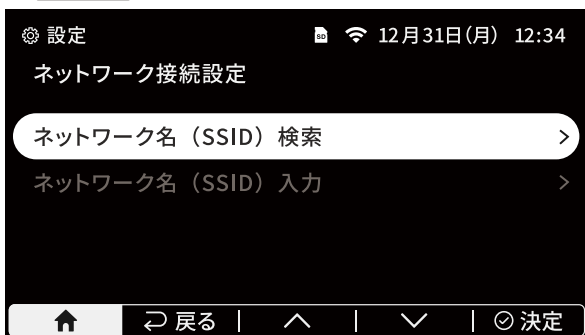 設定 SD 12月31日(月) 12:34
ネットワーク接続設定
ネットワーク名（SSID）検索
ネットワーク名（SSID）入力
戻る 決定